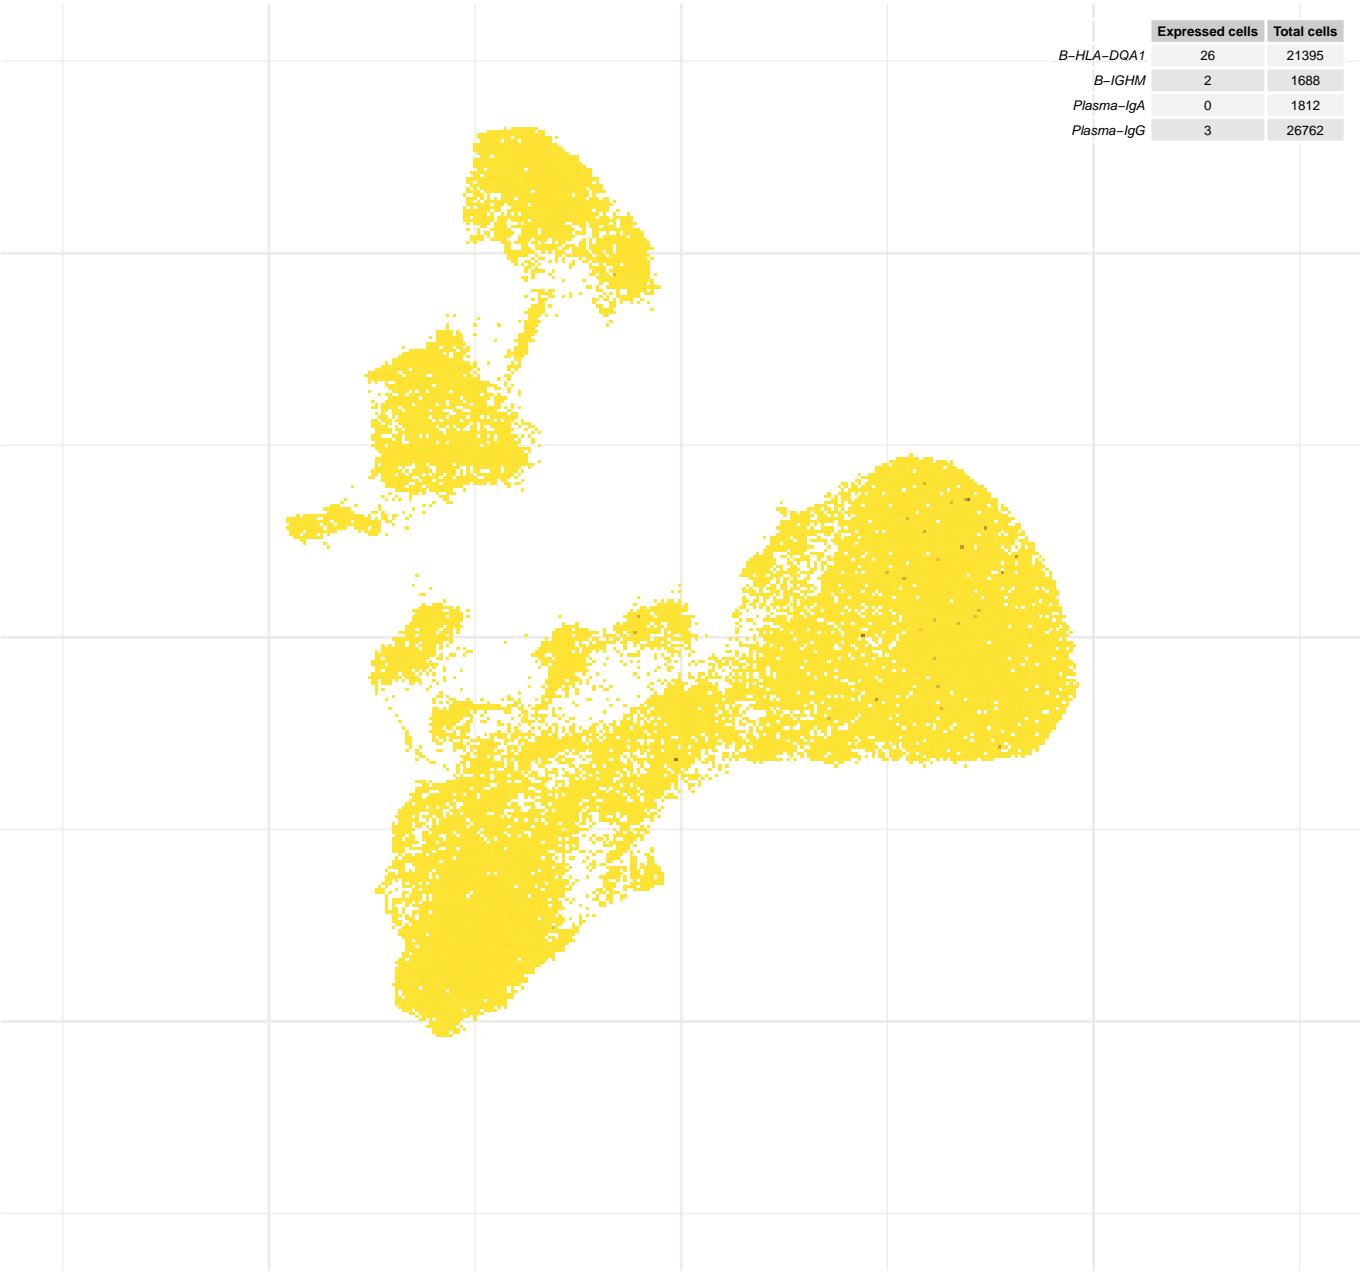 Expressed cells Total cells
B−HLA−DQA1 26 21395
B−IGHM 2 1688
Plasma−IgA 0 1812
Plasma−IgG 3 26762